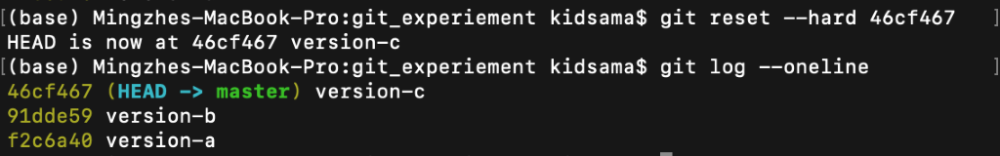 [(base) Mingzhes-MacBook-Pro:git_experiement kidsama$ git reset --hard 46cf467 ]
HEAD is now at 46cf467 version-c
[(base) Mingzhes-MacBook-Pro:git_experiement kidsama$ git log --oneline ]
46cf467 (HEAD -> master) version-c
91dde59 version-b
f2c6a40 version-a